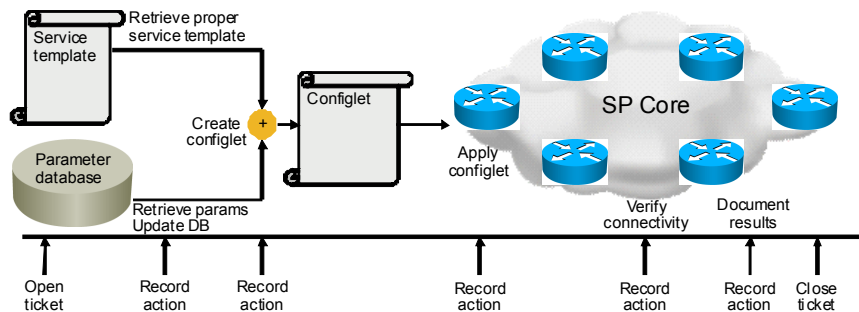 Retrieve proper
service template
Service
template
Configlet
SP Core
Create
configlet
+
Parameter
database
Apply
configlet
Retrieve params
Update DB
Verify
connectivity
Document
results
Open
ticket
Record
action
Record
action
Record
action
Record
action
Record
action
Close
ticket